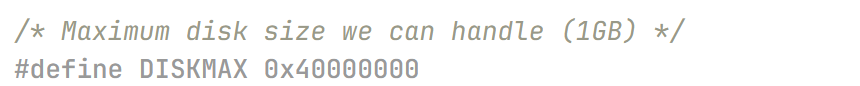 /* Maximum disk size we can handle (1GB) */
#define DISKMAX 0x40000000